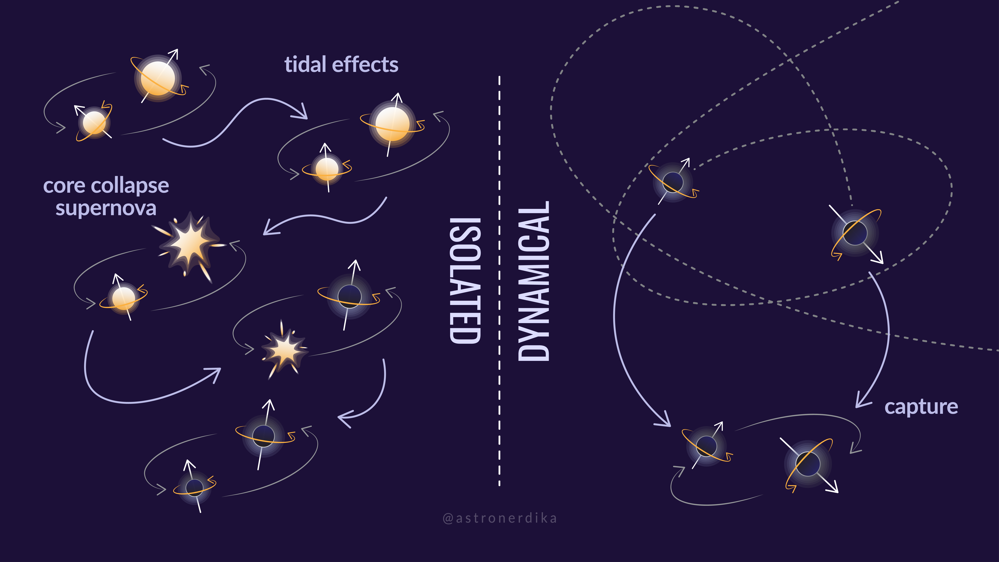 tidal effects
core collapse
supernova
ISOLATED
DYNAMICAL
capture
@astronerdika